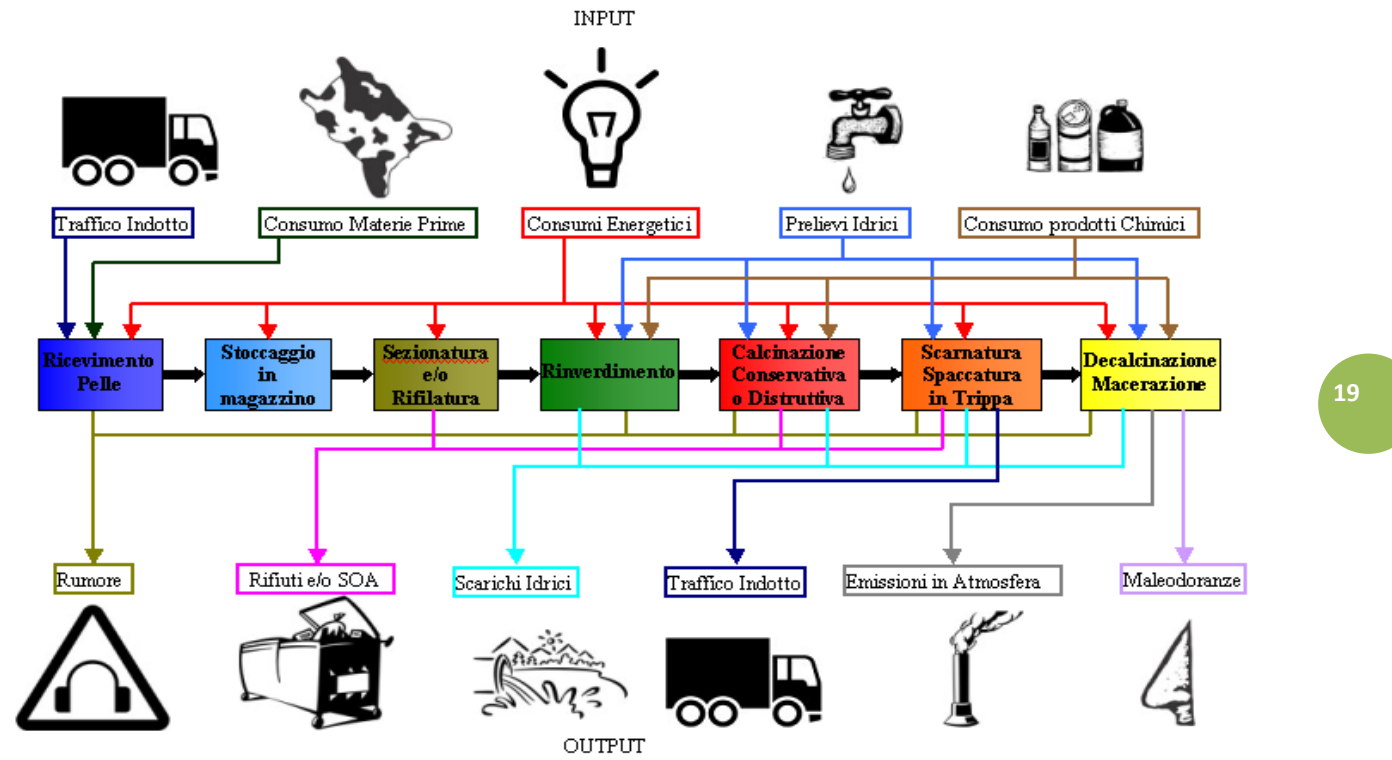 INPUT
Traffico Indotto
Consumo Materie Prime
Consumi Energetici
Prelievi Idrici
Consumo prodotti Chimici
Ricevimento
Pelle
Stoccaggio
in
magazzino
Sezionatura
e/o
Rifilatura
Rinverdimento
Calcinazione
Conservativa
o Distruttiva
Scarnatura
Spaccatura
in Trippa
Decalcinazione
Macerazione
19
Rumore
Rifiuti e/o SOA
Scarichi Idrici
Traffico Indotto
Emissioni in Atmosfera
Maleodoranze
OUTPUT